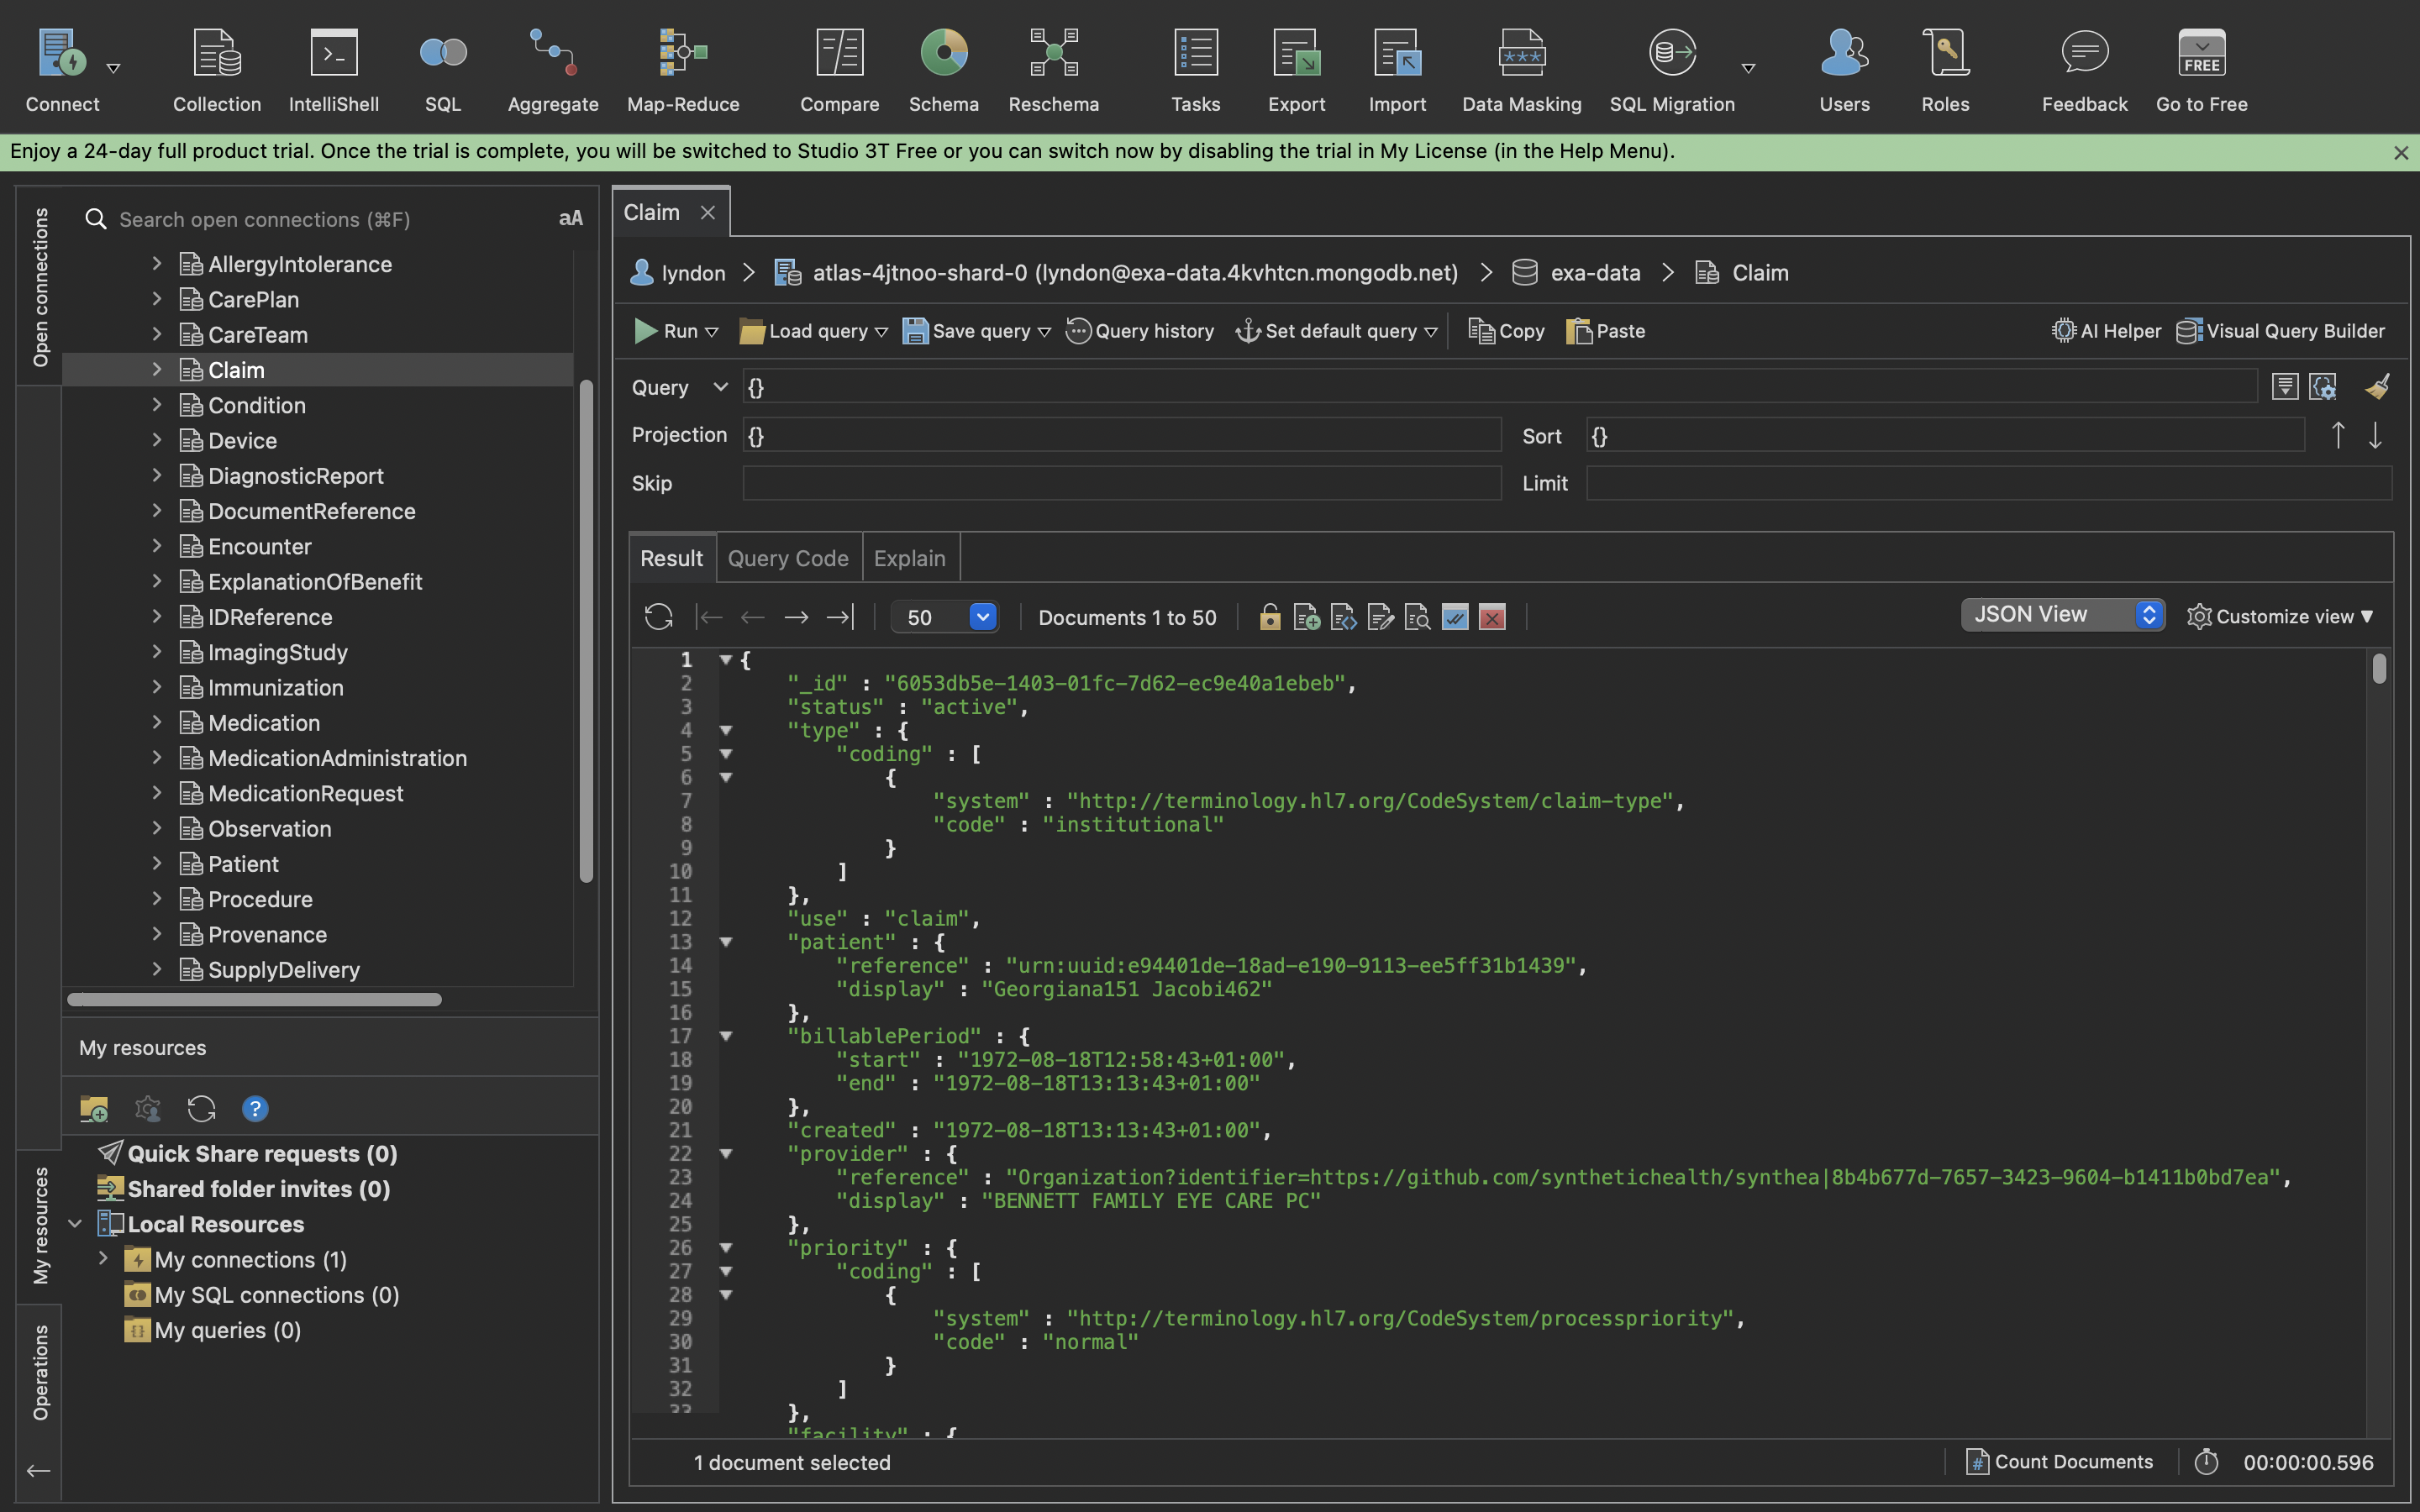 Connect
Collection
IntelliShell
SQL
Aggregate
Map-Reduce
Compare
Schema
Reschema
Tasks
Export
Import
Data Masking
SQL Migration
Users
Roles
Feedback
FREE
Go to Free
Enjoy a 24-day full product trial. Once the trial is complete, you will be switched to Studio 3T Free or you can switch now by disabling the trial in My License (in the Help Menu).
Open connections
Search open connections (⌘F)
aA
AllergyIntolerance
CarePlan
CareTeam
Claim
Condition
Device
DiagnosticReport
DocumentReference
Encounter
ExplanationOfBenefit
IDReference
ImagingStudy
Immunization
Medication
MedicationAdministration
MedicationRequest
Observation
Patient
Procedure
Provenance
SupplyDelivery
My resources
My resources
Quick Share requests (0)
Shared folder invites (0)
Local Resources
My connections (1)
My SQL connections (0)
My queries (0)
Operations
Claim
lyndon > atlas-4jtnoo-shard-0 (lyndon@exa-data.4kvhtcn.mongodb.net) > exa-data > Claim
Run Load query Save query Query history Set default query Copy Paste AI Helper Visual Query Builder
Query {}
Projection {} Sort {}
Skip Limit
Result Query Code Explain
50 Documents 1 to 50 JSON View Customize view
1 {
2 "_id" : "6053db5e-1403-01fc-7d62-ec9e40a1ebeb",
3 "status" : "active",
4 "type" : {
5 "coding" : [
6 {
7 "system" : "http://terminology.hl7.org/CodeSystem/claim-type",
8 "code" : "institutional"
9 }
10 ]
11 },
12 "use" : "claim",
13 "patient" : {
14 "reference" : "urn:uuid:e94401de-18ad-e190-9113-ee5ff31b1439",
15 "display" : "Georgiana151 Jacobi462"
16 },
17 "billablePeriod" : {
18 "start" : "1972-08-18T12:58:43+01:00",
19 "end" : "1972-08-18T13:13:43+01:00"
20 },
21 "created" : "1972-08-18T13:13:43+01:00",
22 "provider" : {
23 "reference" : "Organization?identifier=https://github.com/synthetichealth/synthea|8b4b677d-7657-3423-9604-b1411b0bd7ea",
24 "display" : "BENNETT FAMILY EYE CARE PC"
25 },
26 "priority" : {
27 "coding" : [
28 {
29 "system" : "http://terminology.hl7.org/CodeSystem/processpriority",
30 "code" : "normal"
31 }
32 ]
33 },
"facility" : {
1 document selected
Count Documents 00:00:00.596